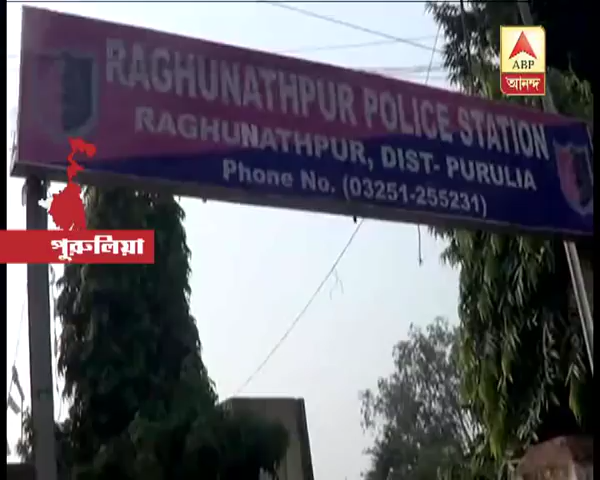 RAGHUNATHPUR POLICE STATION
RAGHUNATHPUR, DIST- PURULIA
Phone No. (03251-255231)
ABP
আনন্দ
পুরুলিয়া